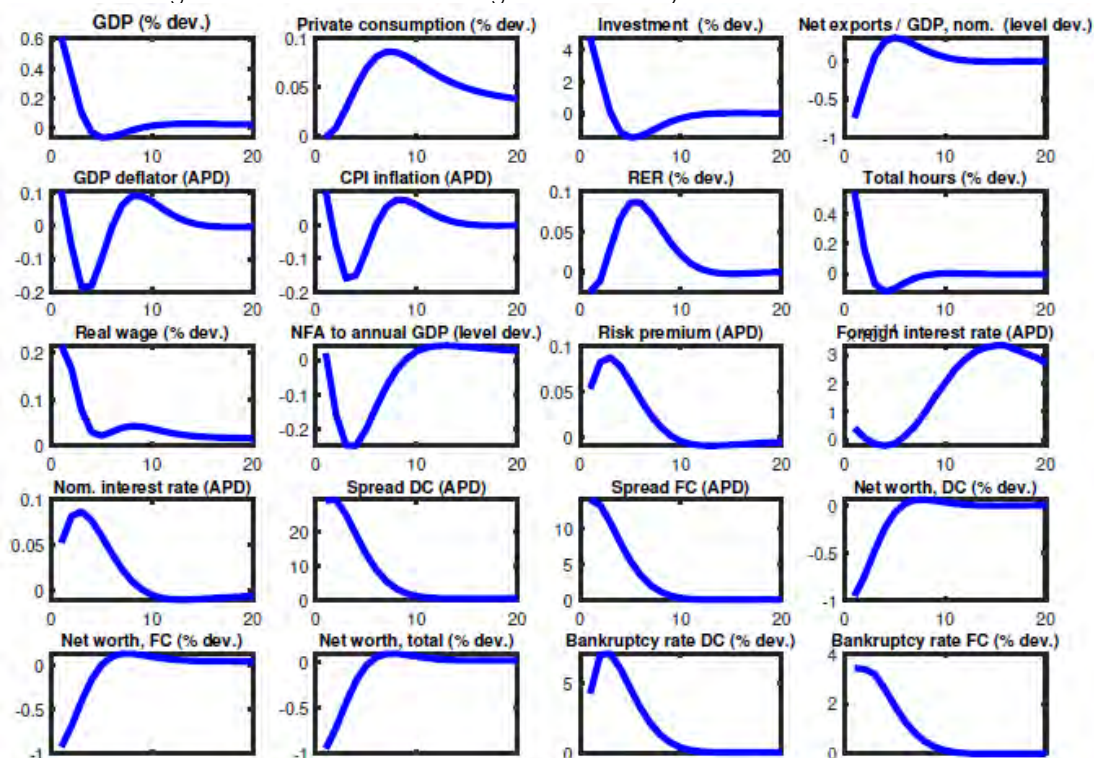 GDP (% dev.) Private consumption (% dev.) Investment (% dev.) Net exports / GDP, nom. (level dev.)
0.6 0.1 4 0
0.4 0.05 2 -0.5
0.2 0 0 -1
0
0 10 20 0 10 20 0 10 20 0 10 20
GDP deflator (APD) CPI inflation (APD) RER (% dev.) Total hours (% dev.)
0.1 0.1 0.1 0.4
0 0 0.05 0.2
-0.1 -0.1 0 0
-0.2 -0.2
0 10 20 0 10 20 0 10 20 0 10 20
Real wage (% dev.) NFA to annual GDP (level dev.) Risk premium (APD) Foreign interest rate (APD)
0.2 0 0.1 3
0.1 -0.1 0.05 2
0 -0.2 0 1
0
0 10 20 0 10 20 0 10 20 0 10 20
Nom. interest rate (APD) Spread DC (APD) Spread FC (APD) Net worth, DC (% dev.)
0.1 20 10 0
0.05 10 5 -0.5
0 0 0 -1
0 10 20 0 10 20 0 10 20 0 10 20
Net worth, FC (% dev.) Net worth, total (% dev.) Bankruptcy rate DC (% dev.) Bankruptcy rate FC (% dev.)
0 0 5 4
-0.5 -0.5 0 2
-1 -1 0